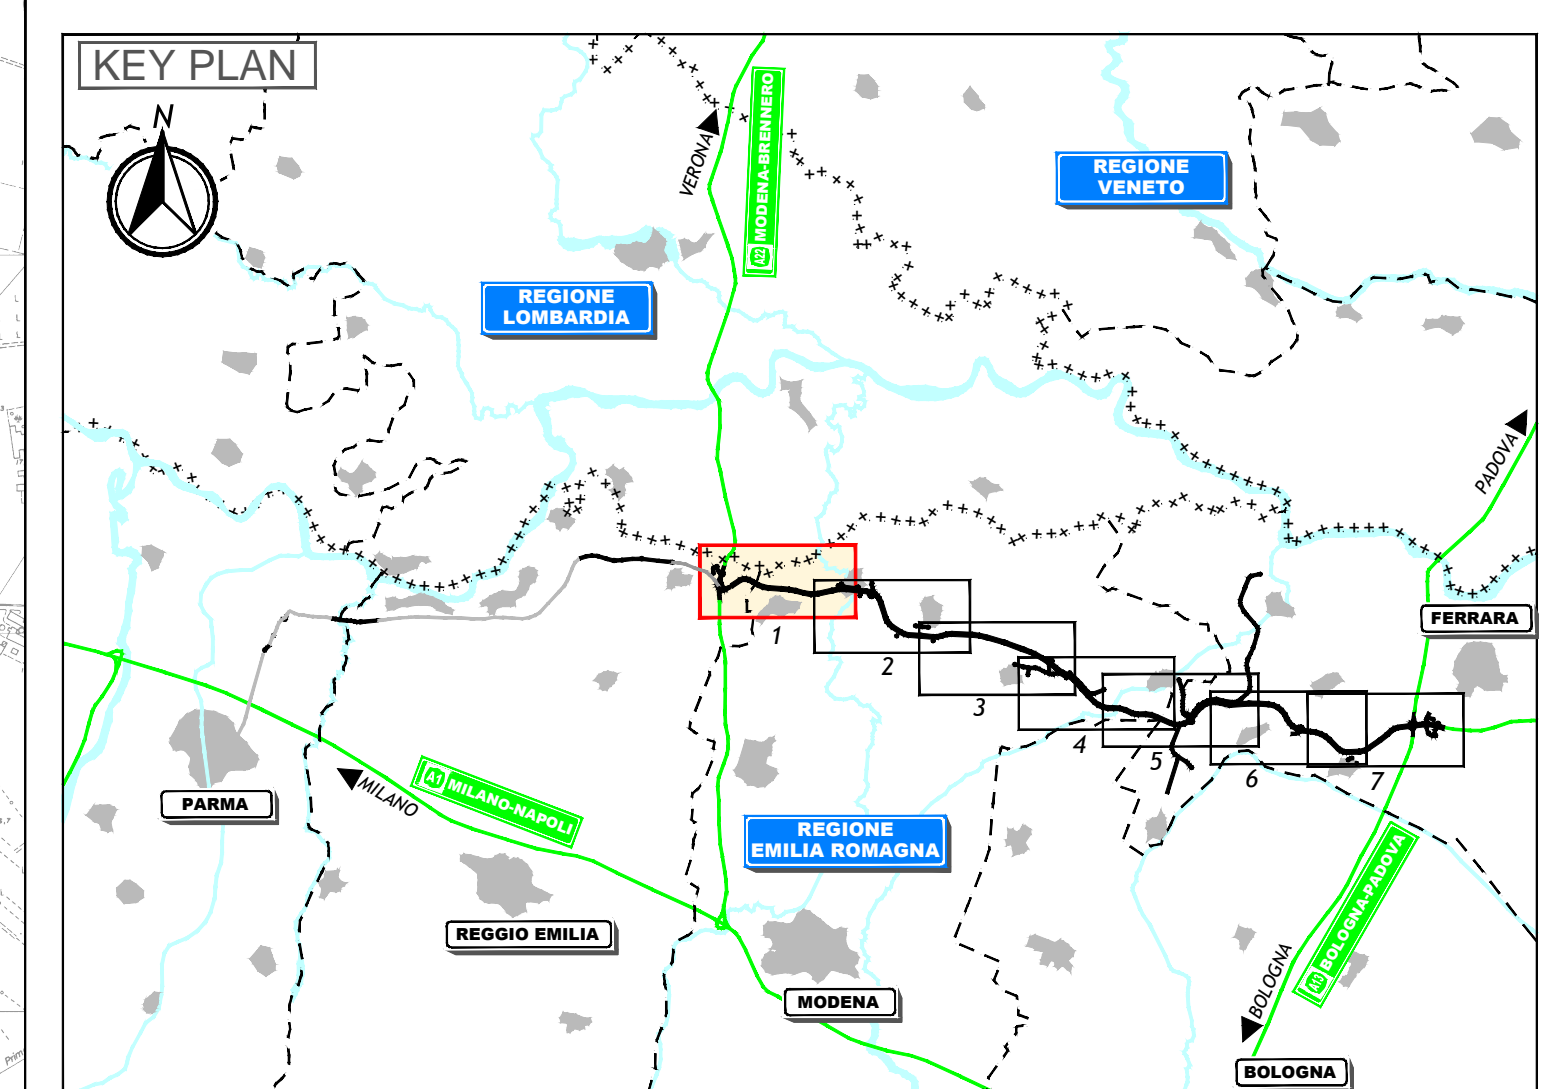 KEY PLAN
N
VERONA
A22 MODENA-BRENNERO
REGIONE
VENETO
REGIONE
LOMBARDIA
PADOVA
FERRARA
1
1
2
3
4
5
6
7
PARMA
MILANO
A1 MILANO-NAPOLI
REGIONE
EMILIA ROMAGNA
A13 BOLOGNA-PADOVA
REGGIO EMILIA
MODENA
BOLOGNA
BOLOGNA